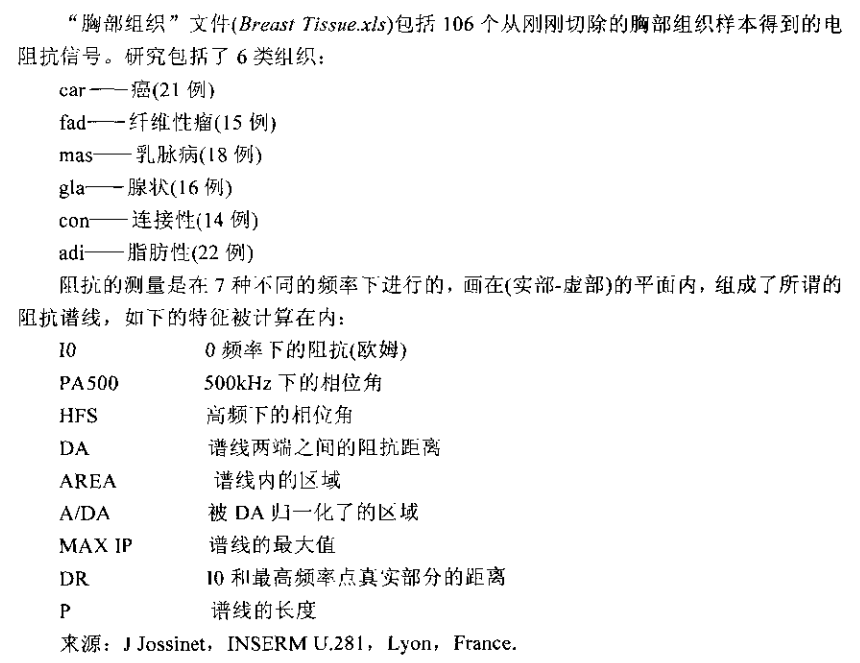 “胸部组织”文件(Breast Tissue.xls)包括 106 个从刚刚切除的胸部组织样本得到的电
阻抗信号。研究包括了 6 类组织：
car——癌(21 例)
fad——纤维性瘤(15 例)
mas——乳脉病(18 例)
gla——腺状(16 例)
con——连接性(14 例)
adi——脂肪性(22 例)
阻抗的测量是在 7 种不同的频率下进行的，画在(实部-虚部)的平面内，组成了所谓的
阻抗谱线，如下的特征被计算在内：
I0 0 频率下的阻抗(欧姆)
PA500 500kHz 下的相位角
HFS 高频下的相位角
DA 谱线两端之间的阻抗距离
AREA 谱线内的区域
A/DA 被 DA 归一化了的区域
MAX IP 谱线的最大值
DR I0 和最高频率点真实部分的距离
P 谱线的长度
来源：J Jossinet，INSERM U.281，Lyon，France.